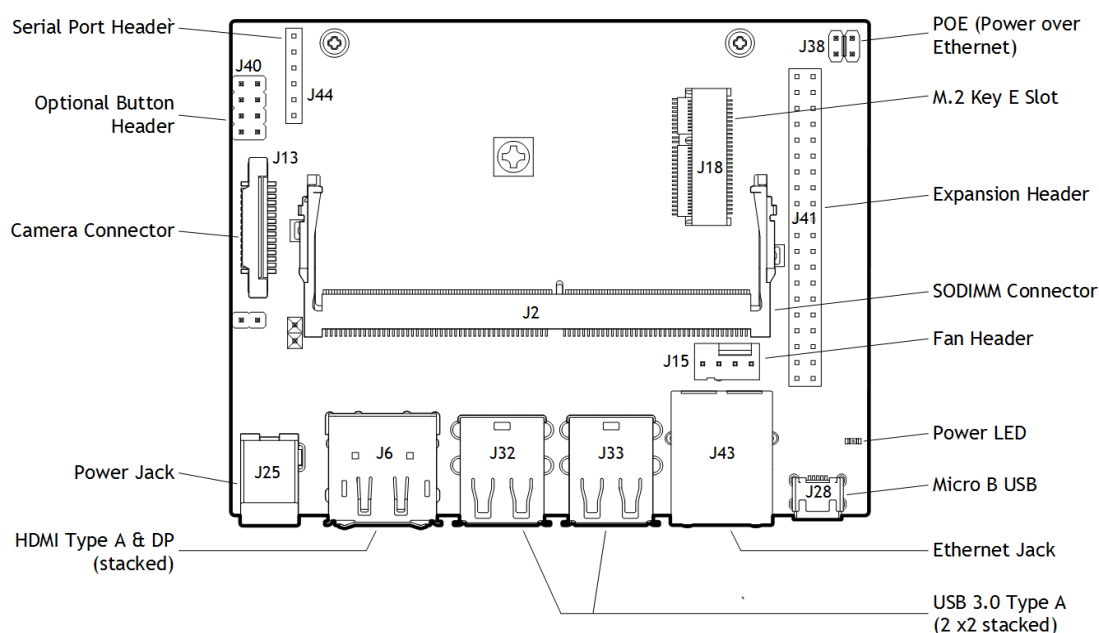 Serial Port Header
J40
Optional Button
Header
J44
J13
Camera Connector
Power Jack
J25
HDMI Type A & DP
(stacked)
J38
POE (Power over
Ethernet)
M.2 Key E Slot
J18
J41
Expansion Header
SODIMM Connector
J2
Fan Header
J15
J6
J32
J33
J43
Power LED
J28
Micro B USB
Ethernet Jack
USB 3.0 Type A
(2 x2 stacked)